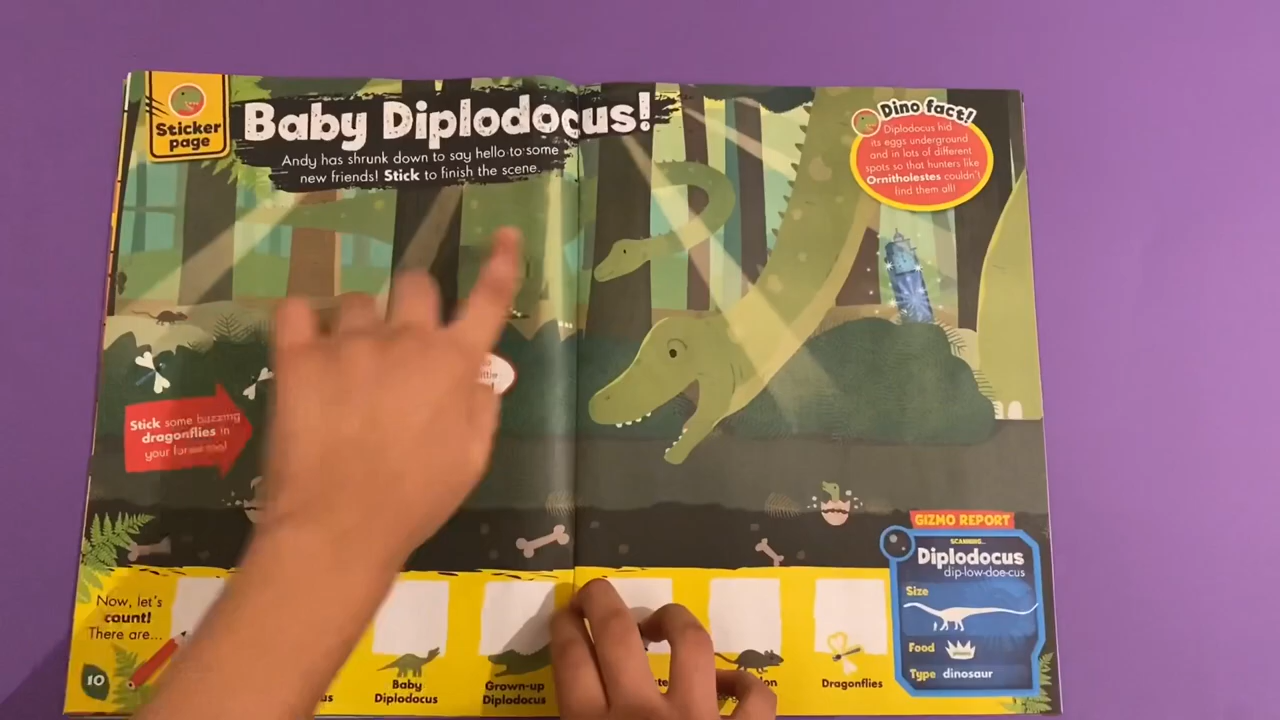 Sticker
page
Baby Diplodocus!
Andy has shrunk down to say hello to some
new friends! Stick to finish the scene.
Dino fact!
Diplodocus hid
its eggs underground
and in lots of different
spots so that hunters like
Ornitholestes couldn't
find them all!
Stick some buzzing
dragonflies in
your
GIZMO REPORT
SCANNING...
Diplodocus
dip-low-doe-cus
Size
Food
Type dinosaur
Now, let's
count!
There are...
Baby
Diplodocus
Grown-up
Diplodocus
Dragonflies
10